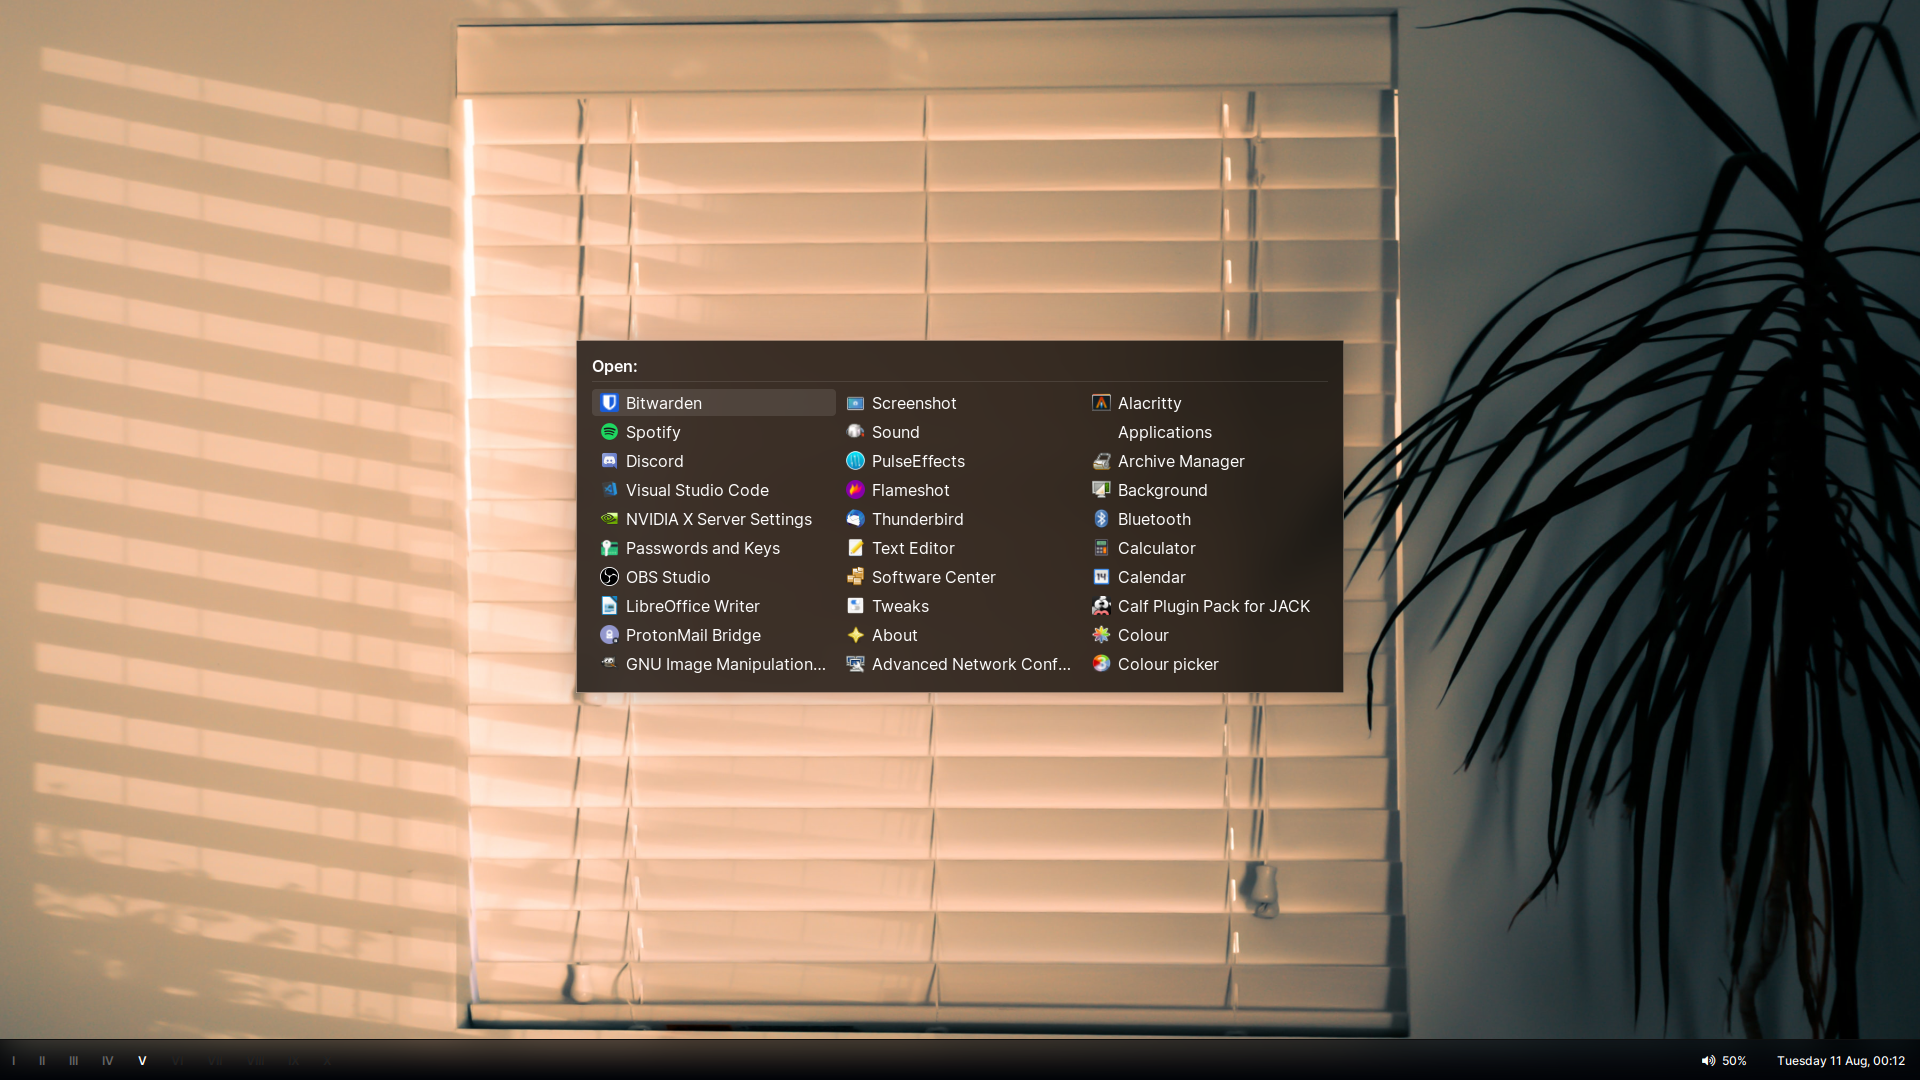 Open:
Bitwarden
Spotify
Discord
Visual Studio Code
NVIDIA X Server Settings
Passwords and Keys
OBS Studio
LibreOffice Writer
ProtonMail Bridge
GNU Image Manipulation...
Screenshot
Sound
PulseEffects
Flameshot
Thunderbird
Text Editor
Software Center
Tweaks
About
Advanced Network Conf...
Alacritty
Applications
Archive Manager
Background
Bluetooth
Calculator
Calendar
Calf Plugin Pack for JACK
Colour
Colour picker
I II III IV V VI VII VIII IX X
50% Tuesday 11 Aug, 00:12